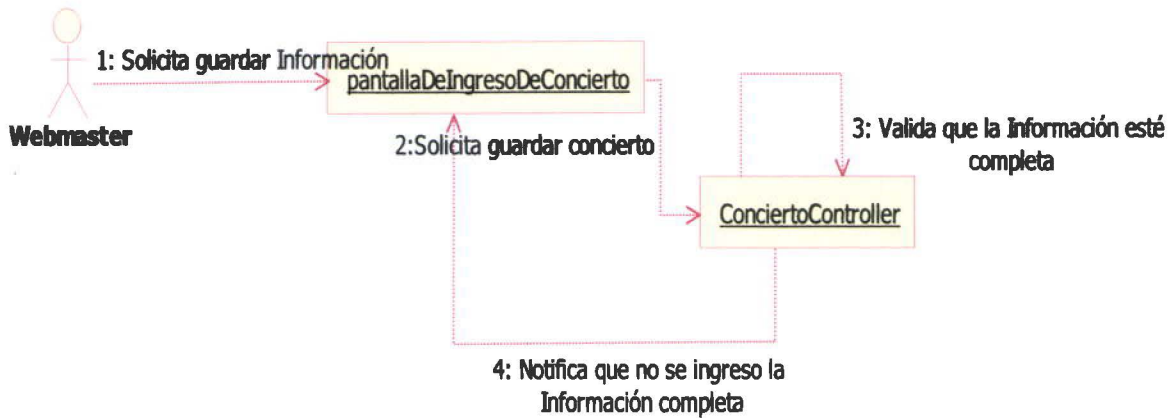 1: Solicita guardar Información
pantallaDeIngresoDeConcierto
Webmaster
2:Solicita guardar concierto
3: Valida que la Información esté
completa
ConciertoController
4: Notifica que no se ingreso la
Información completa